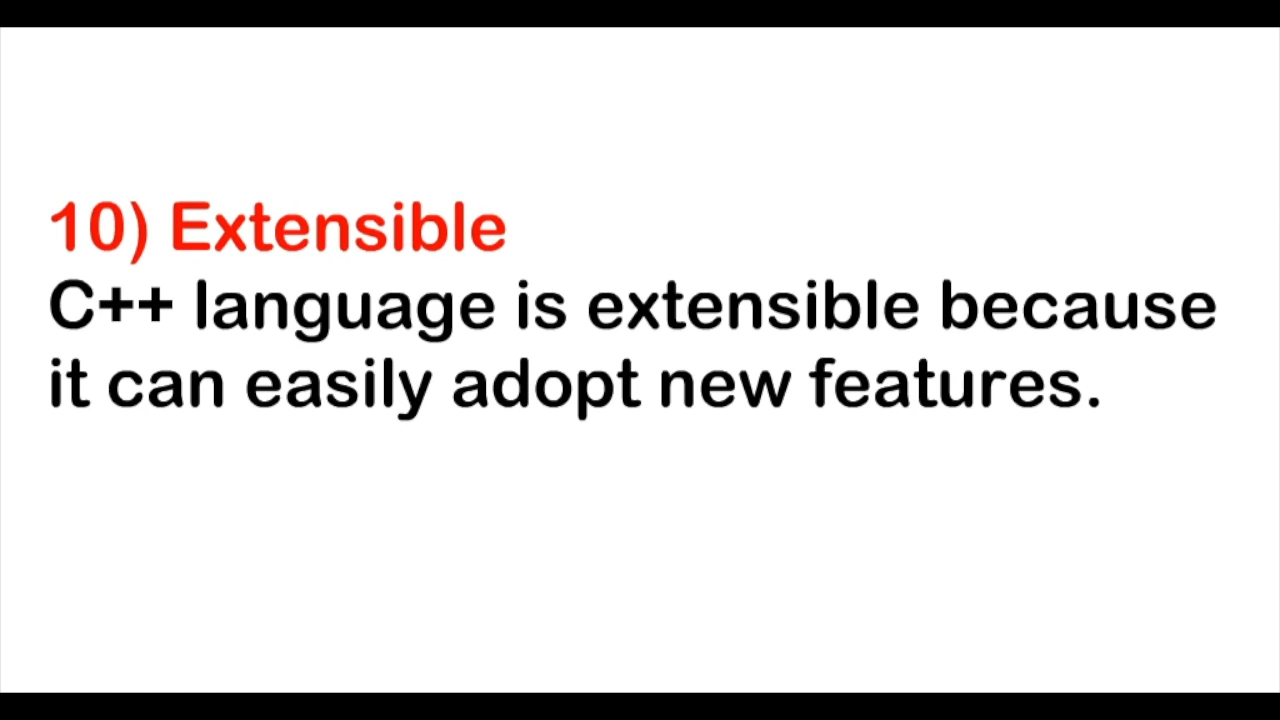 10) Extensible
C++ language is extensible because
it can easily adopt new features.